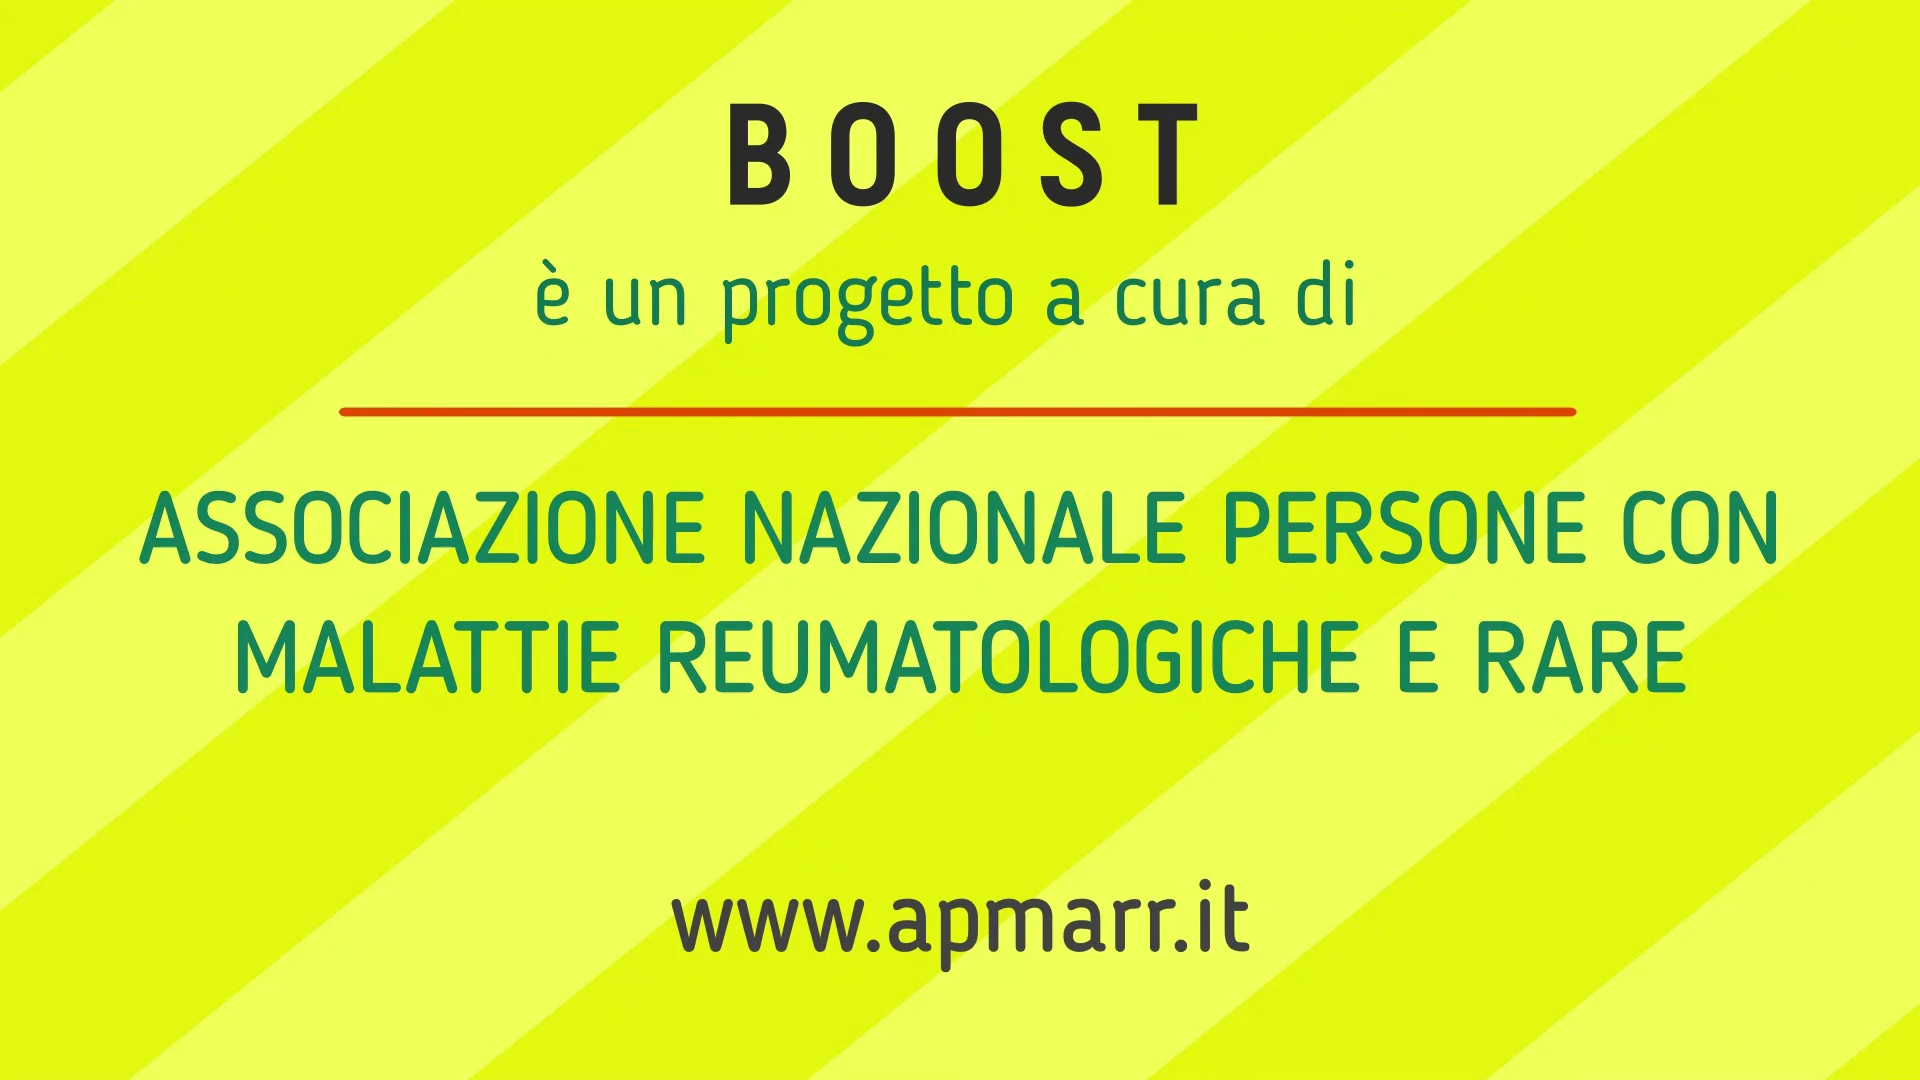 BOOST
è un progetto a cura di
ASSOCIAZIONE NAZIONALE PERSONE CON
MALATTIE REUMATOLOGICHE E RARE
www.apmarr.it